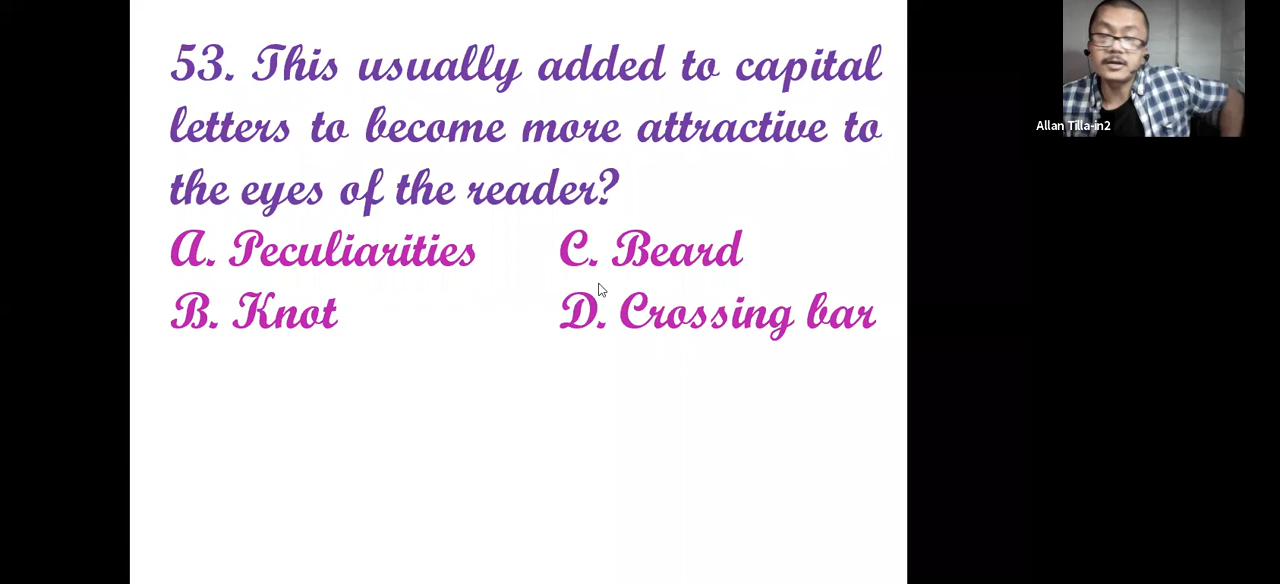 53. This usually added to capital
letters to become more attractive to
the eyes of the reader?
A. Peculiarities C. Beard
B. Knot D. Crossing bar
Allan Tilla-in2